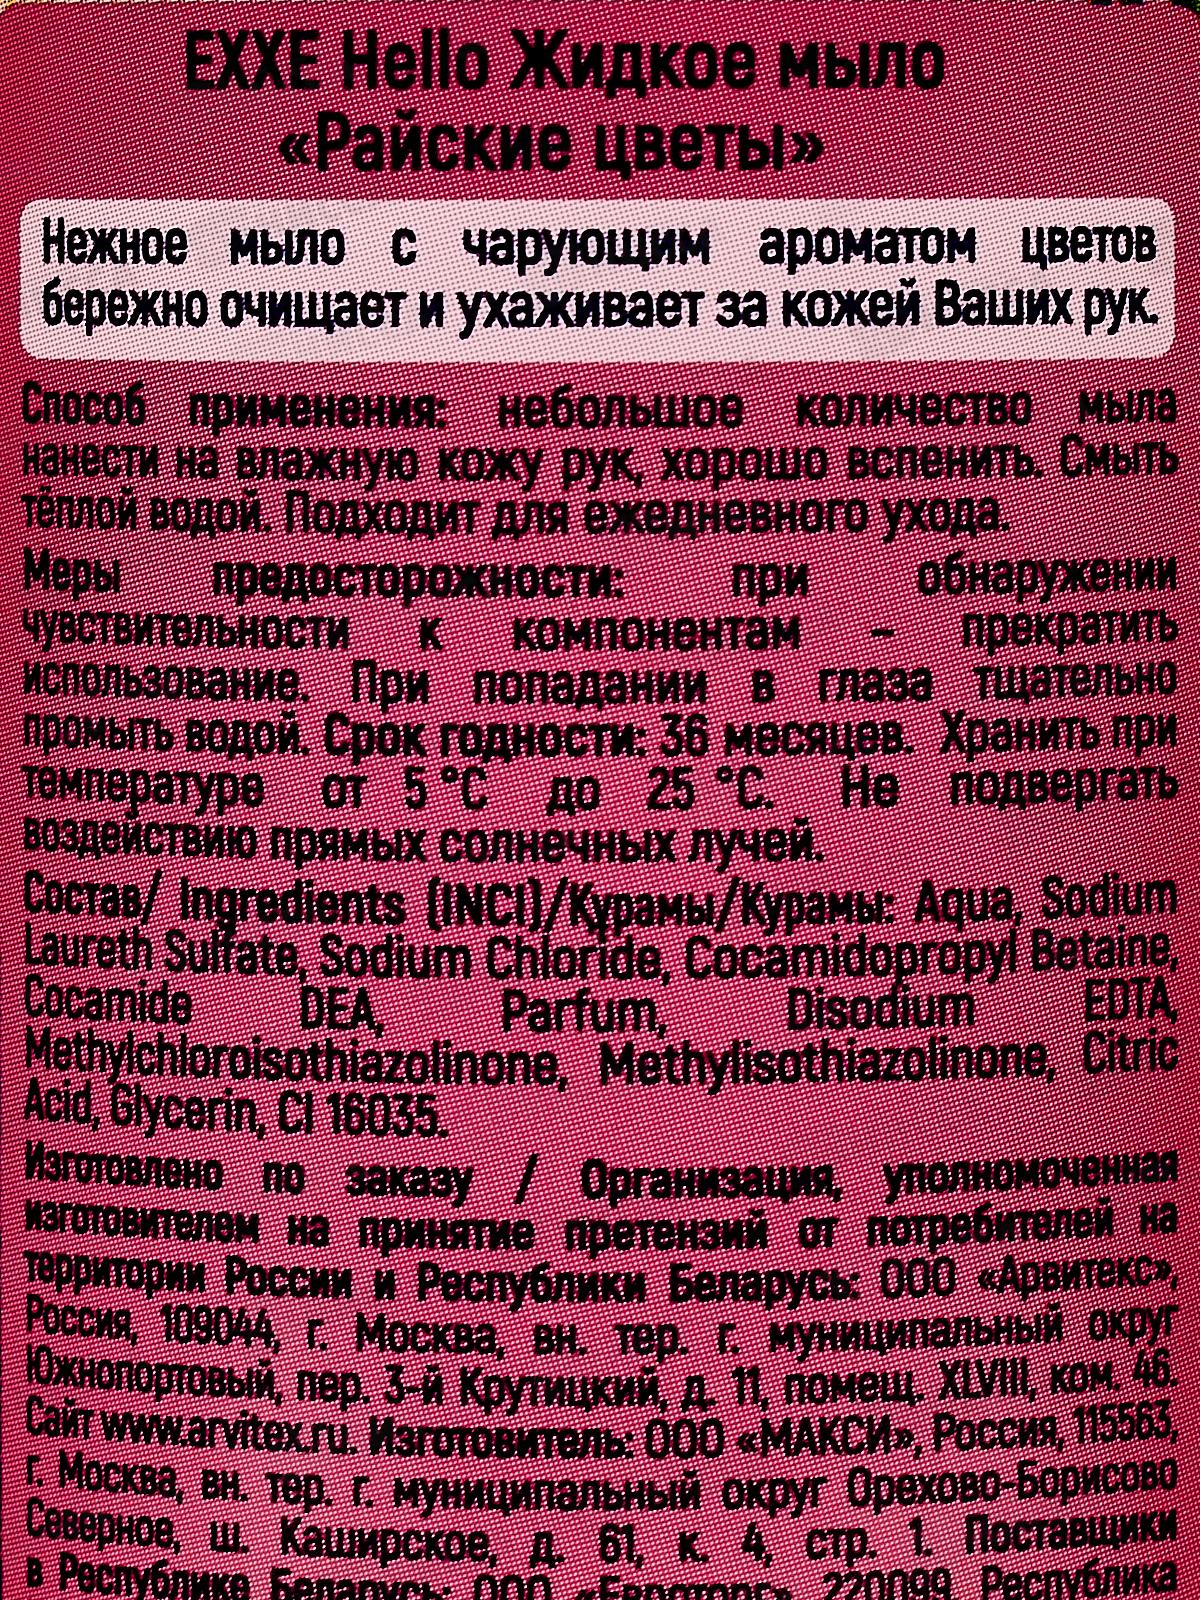 EXXE Hello Жидкое мыло
«Райские цветы»
Нежное мыло с чарующим ароматом цветов
бережно очищает и ухаживает за кожей Ваших рук.
Способ применения: небольшое количество мыла
нанести на влажную кожу рук, хорошо вспенить. Смыть
тёплой водой. Подходит для ежедневного ухода.
Меры предосторожности: при обнаружении
чувствительности к компонентам – прекратить
использование. При попадании в глаза тщательно
промыть водой. Срок годности: 36 месяцев. Хранить при
температуре от 5 °C до 25 °C. Не подвергать
воздействию прямых солнечных лучей.
Состав/ Ingredients (INCI)/Құрамы/Курамы: Aqua, Sodium
Laureth Sulfate, Sodium Chloride, Cocamidopropyl Betaine,
Cocamide DEA, Parfum, Disodium EDTA,
Methylchloroisothiazolinone, Methylisothiazolinone, Citric
Acid, Glycerin, CI 16035.
Изготовлено по заказу / Организация, уполномоченная
изготовителем на принятие претензий от потребителей на
территории России и Республики Беларусь: ООО «Арвитекс»,
Россия, 109044, г. Москва, вн. тер. г. муниципальный округ
Южнопортовый, пер. 3-й Крутицкий, д. 11, помещ. XLVIII, ком. 46.
Сайт www.arvitex.ru. Изготовитель: ООО «МАКСИ», Россия, 115563,
г. Москва, вн. тер. г. муниципальный округ Орехово-Борисово
Северное, ш. Каширское, д. 61, к. 4, стр. 1. Поставщики
в Республике Беларусь: ООО «Евроторг», 220099, Республика